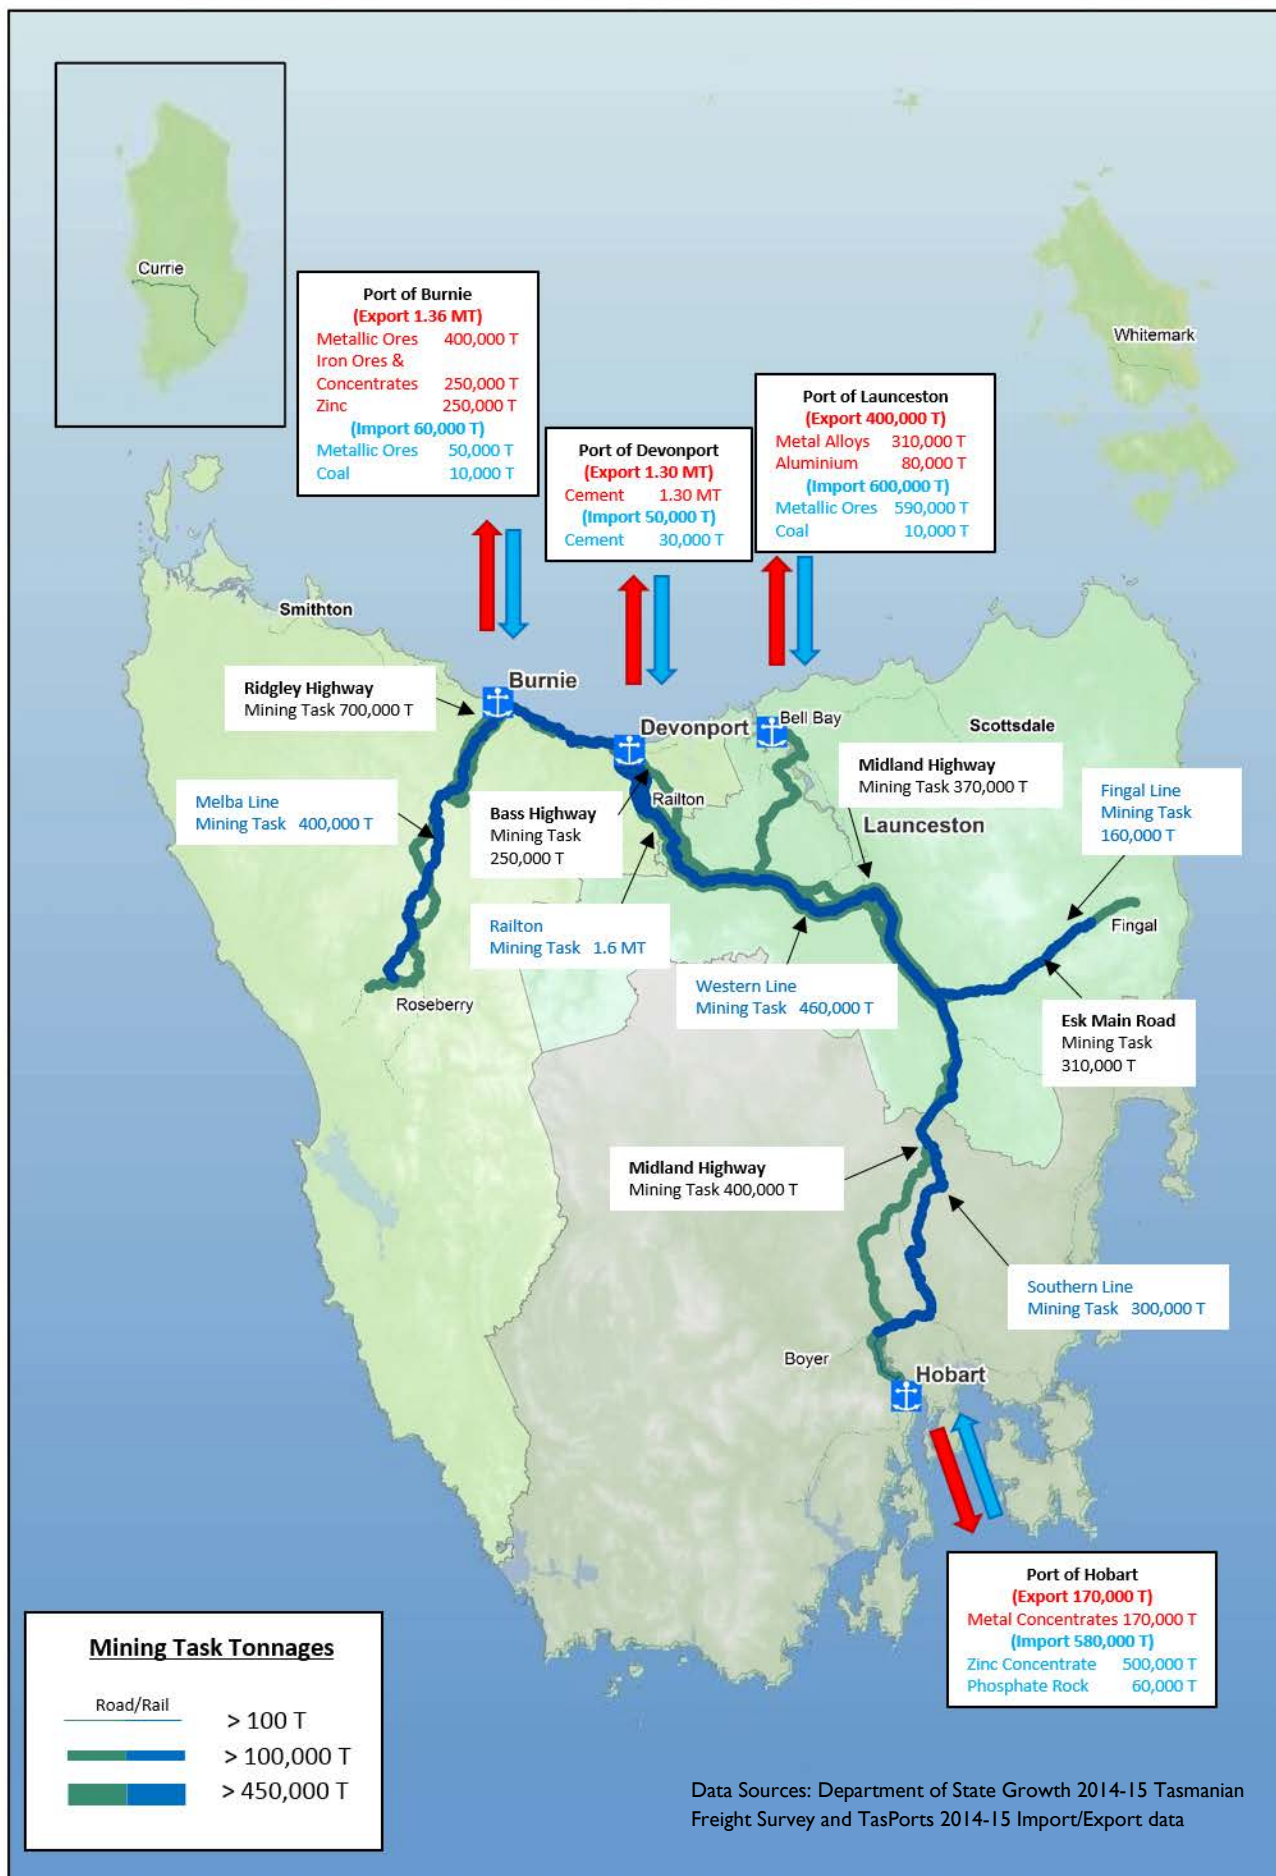 Currie
Whitemark
Port of Burnie
(Export 1.36 MT)
Metallic Ores 400,000 T
Iron Ores &
Concentrates 250,000 T
Zinc 250,000 T
(Import 60,000 T)
Metallic Ores 50,000 T
Coal 10,000 T
Port of Devonport
(Export 1.30 MT)
Cement 1.30 MT
(Import 50,000 T)
Cement 30,000 T
Port of Launceston
(Export 400,000 T)
Metal Alloys 310,000 T
Aluminium 80,000 T
(Import 600,000 T)
Metallic Ores 590,000 T
Coal 10,000 T
Smithton
Burnie
Ridgley Highway
Mining Task 700,000 T
Devonport
Bell Bay
Scottsdale
Midland Highway
Mining Task 370,000 T
Fingal Line
Mining Task
160,000 T
Melba Line
Mining Task 400,000 T
Bass Highway
Mining Task
250,000 T
Railton
Launceston
Railton
Mining Task 1.6 MT
Fingal
Western Line
Mining Task 460,000 T
Roseberry
Esk Main Road
Mining Task
310,000 T
Midland Highway
Mining Task 400,000 T
Southern Line
Mining Task 300,000 T
Boyer
Hobart
Port of Hobart
(Export 170,000 T)
Metal Concentrates 170,000 T
(Import 580,000 T)
Zinc Concentrate 500,000 T
Phosphate Rock 60,000 T
Mining Task Tonnages
Road/Rail
> 100 T
> 100,000 T
> 450,000 T
Data Sources: Department of State Growth 2014-15 Tasmanian
Freight Survey and TasPorts 2014-15 Import/Export data